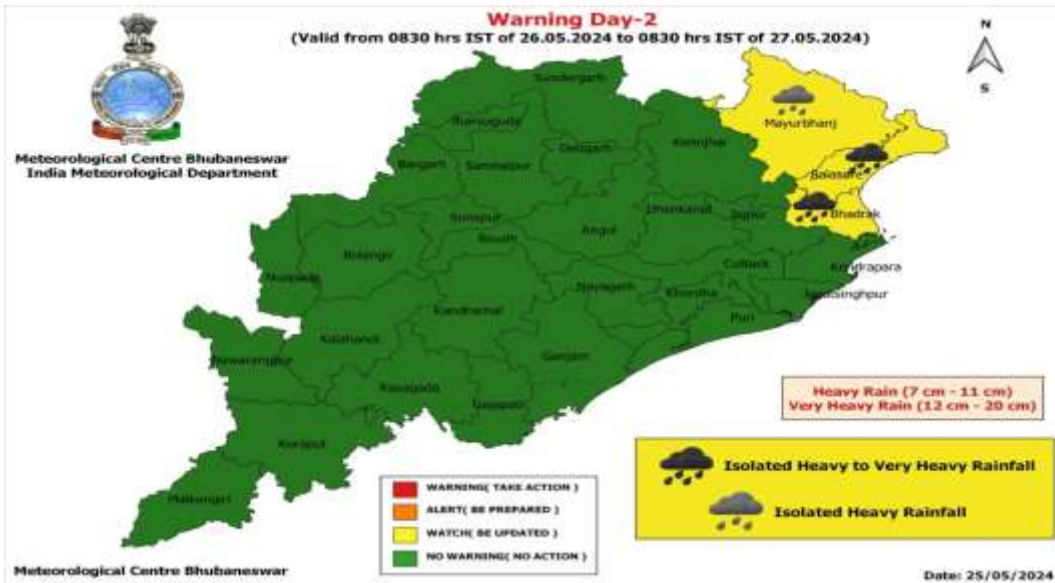 Warning Day-2
(Valid from 0830 hrs IST of 26.05.2024 to 0830 hrs IST of 27.05.2024)
N
S
Meteorological Centre Bhubaneswar
India Meteorological Department
Sundergarh
Mayurbhanj
Jharsuguda
Keonjhar
Deogarh
Bargarh
Sambalpur
Balasore
Bhadrak
Sonepur
Dhenkanal
Jajpur
Angul
Boudh
Bolangir
Cuttack
Kendrapara
Nuapada
Nayagarh
Khordha
Jagatsinghpur
Puri
Kandhamal
Kalahandi
Ganjam
Nawarangpur
Rayagada
Gajapati
Koraput
Malkangiri
Heavy Rain (7 cm - 11 cm)
Very Heavy Rain (12 cm - 20 cm)
Isolated Heavy to Very Heavy Rainfall
Isolated Heavy Rainfall
WARNING( TAKE ACTION )
ALERT( BE PREPARED )
WATCH( BE UPDATED )
NO WARNING( NO ACTION )
Meteorological Centre Bhubaneswar
Date: 25/05/2024